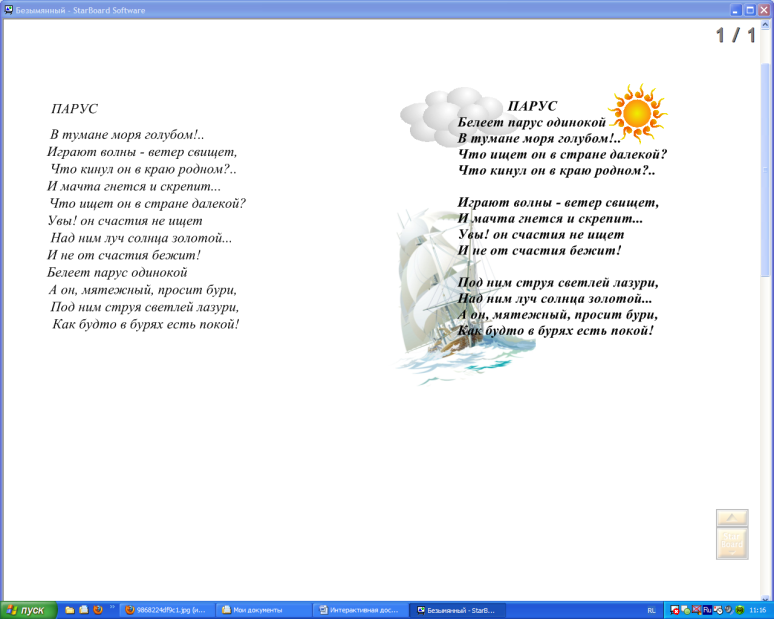 Безымянный - StarBoard Software
1 / 1
ПАРУС
В тумане моря голубом!..
Играют волны - ветер свищет,
Что кинул он в краю родном?..
И мачта гнется и скрепит...
Что ищет он в стране далекой?
Увы! он счастия не ищет
Над ним луч солнца золотой...
И не от счастия бежит!
Белеет парус одинокой
А он, мятежный, просит бури,
Под ним струя светлей лазури,
Как будто в бурях есть покой!
ПАРУС
Белеет парус одинокой
В тумане моря голубом!..
Что ищет он в стране далекой?
Что кинул он в краю родном?..
Играют волны - ветер свищет,
И мачта гнется и скрепит...
Увы! он счастия не ищет
И не от счастия бежит!
Под ним струя светлей лазури,
Над ним луч солнца золотой...
А он, мятежный, просит бури,
Как будто в бурях есть покой!
пуск
9868224df9c1.jpg (и...
Мои документы
Интерактивная дос...
Безымянный - StarB...
RL
Ru
11:16